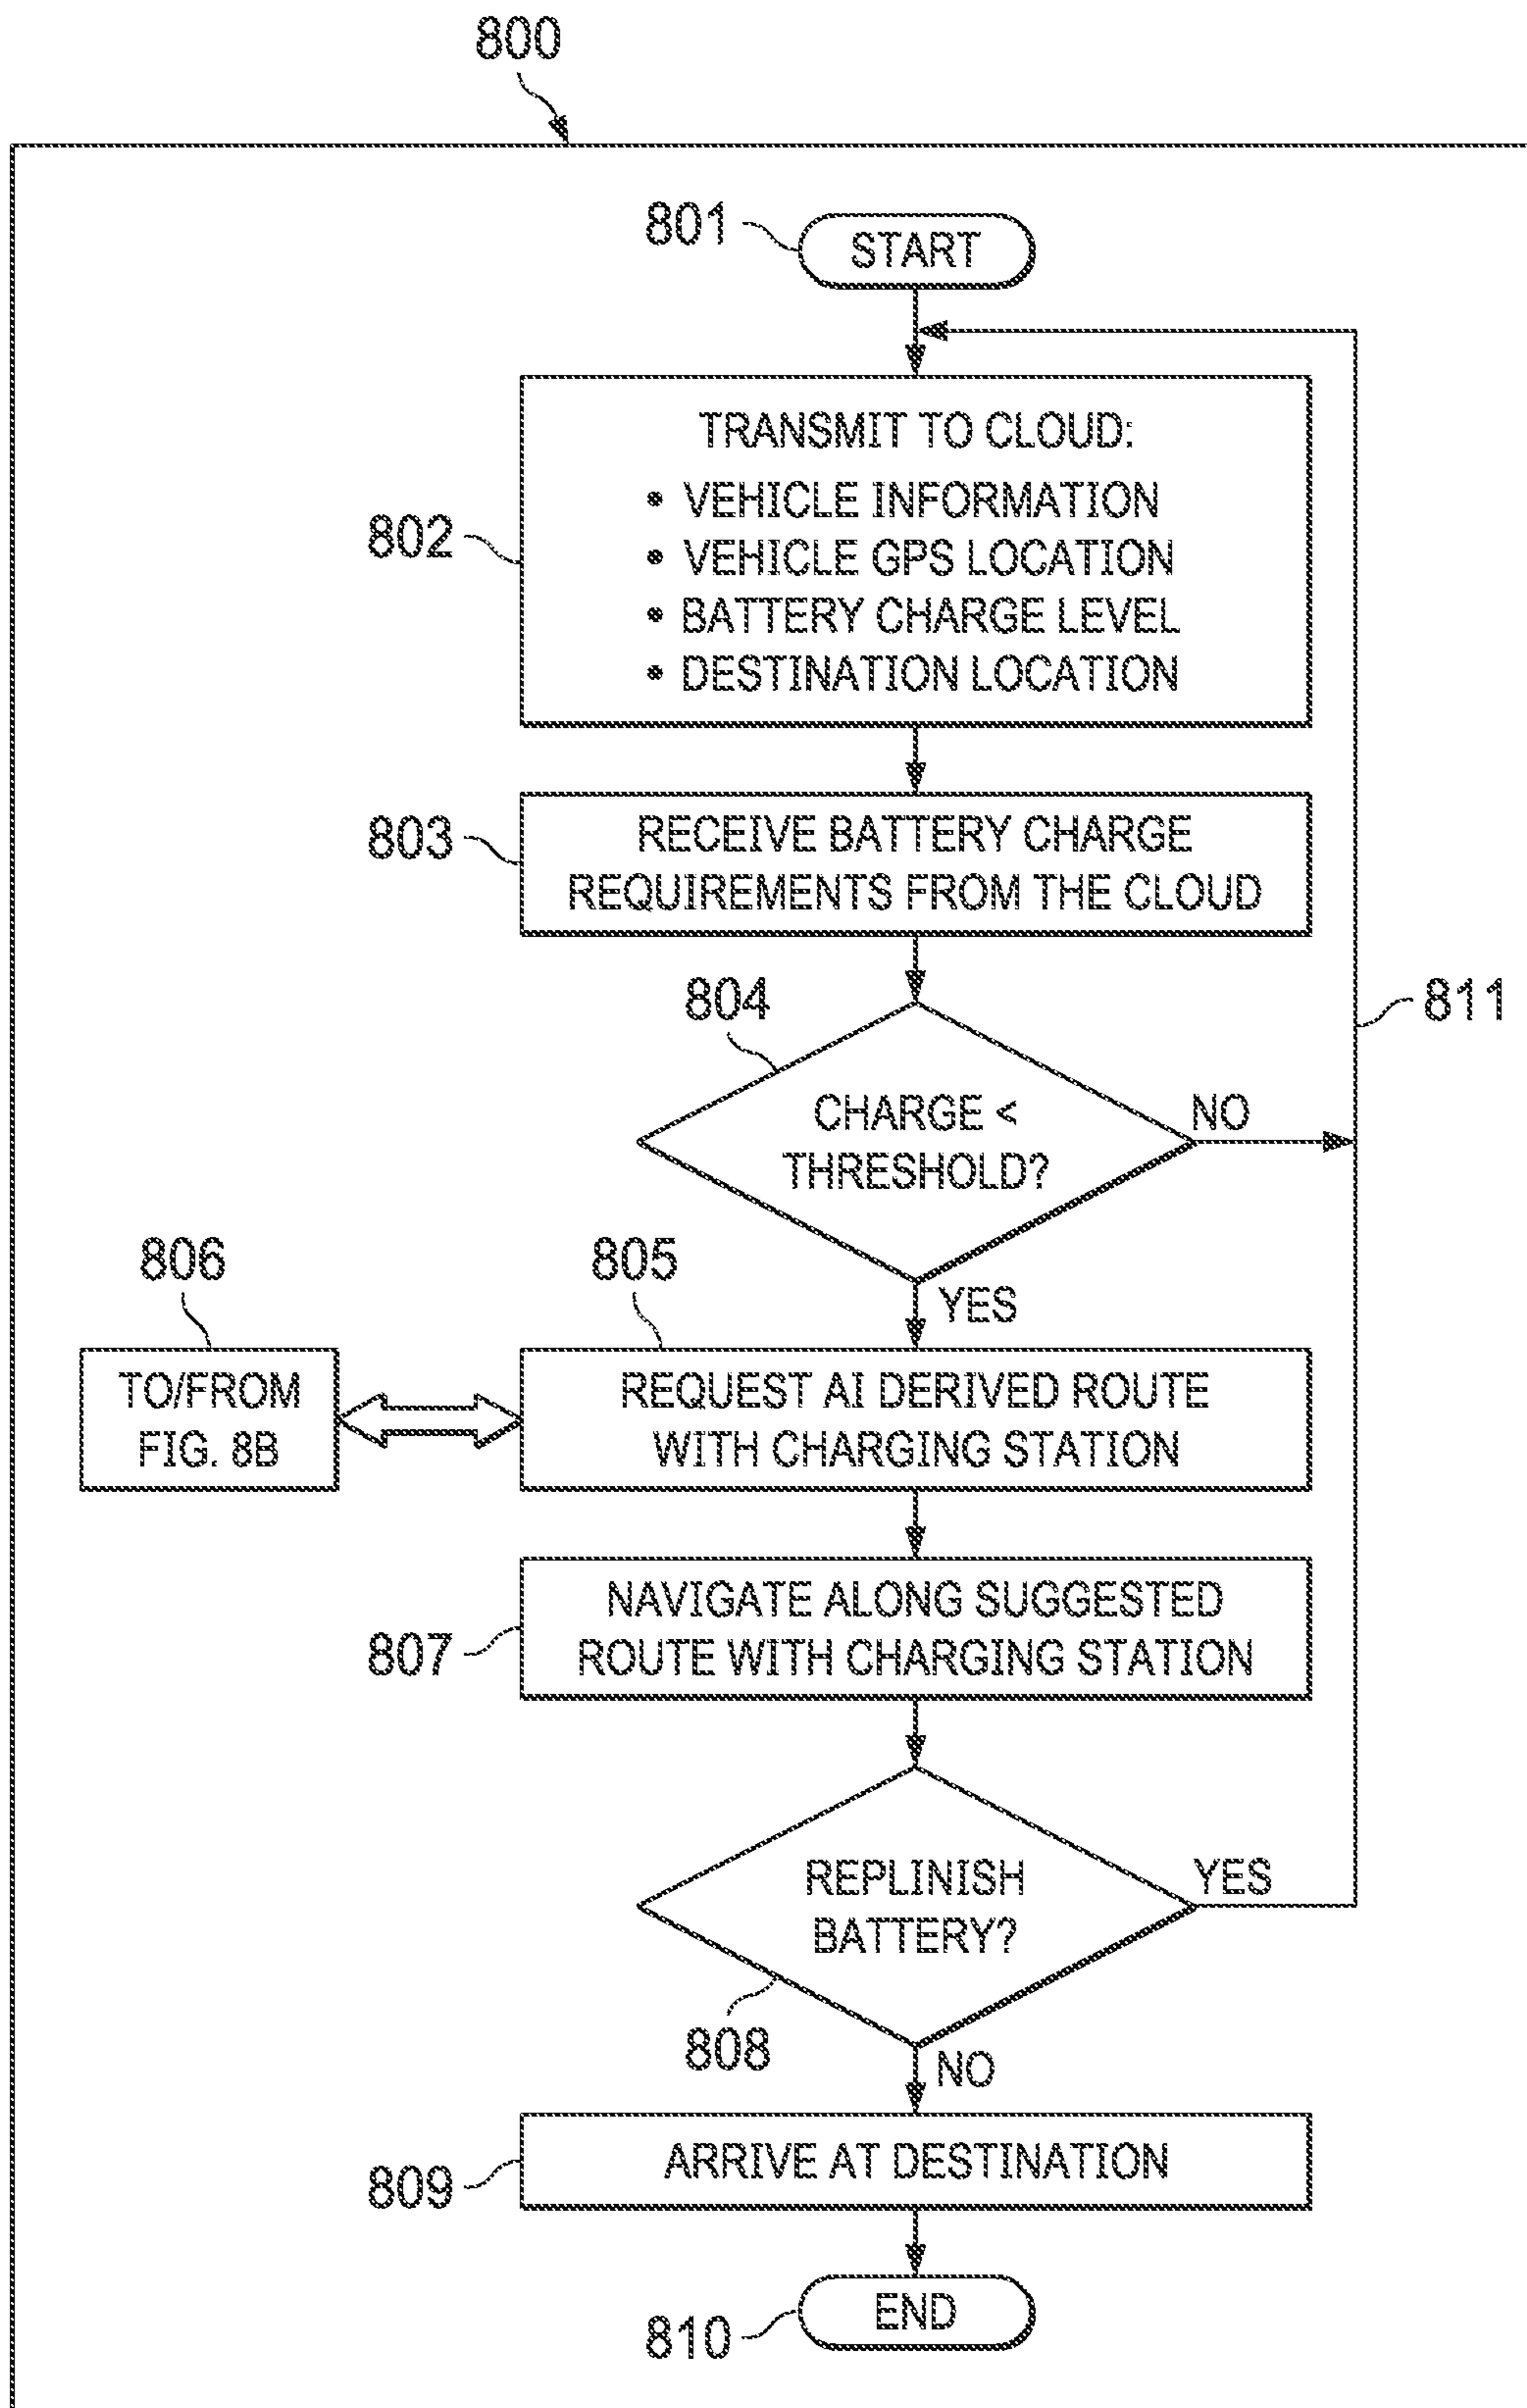 800
801
START
TRANSMIT TO CLOUD:
• VEHICLE INFORMATION
802
• VEHICLE GPS LOCATION
• BATTERY CHARGE LEVEL
• DESTINATION LOCATION
803
RECEIVE BATTERY CHARGE
REQUIREMENTS FROM THE CLOUD
804
811
CHARGE <
THRESHOLD?
NO
806
805
YES
TO/FROM
FIG. 8B
REQUEST AI DERIVED ROUTE
WITH CHARGING STATION
807
NAVIGATE ALONG SUGGESTED
ROUTE WITH CHARGING STATION
REPLINISH
BATTERY?
YES
808
NO
809
ARRIVE AT DESTINATION
END
810